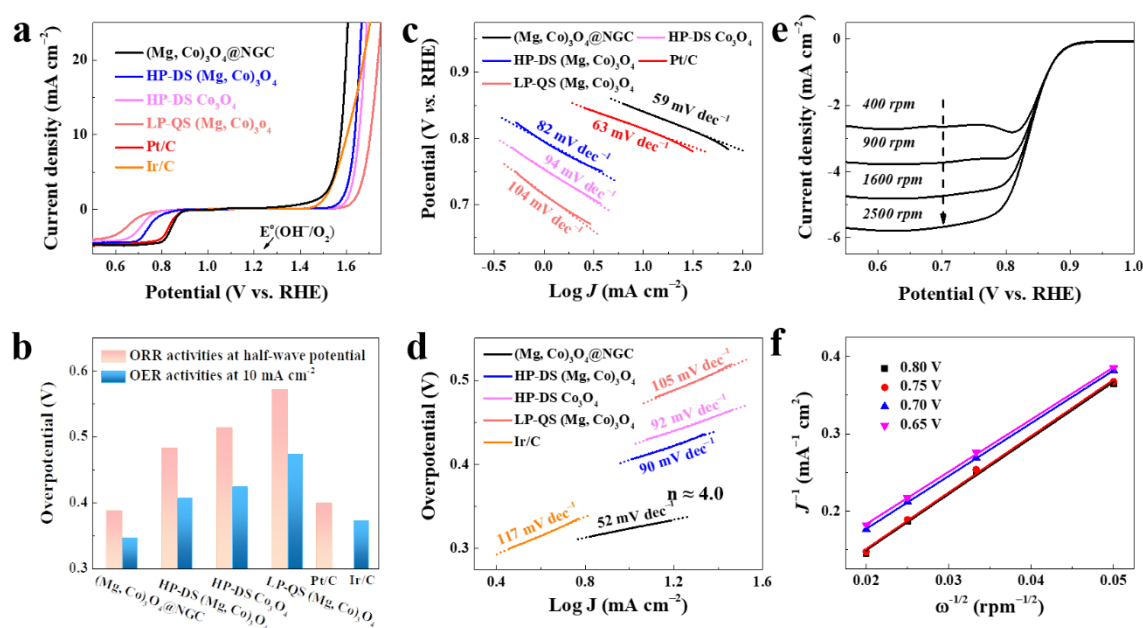 a
Current density (mA cm⁻²)
20
10
0
(Mg, Co)₃O₄@NGC
HP-DS (Mg, Co)₃O₄
HP-DS Co₃O₄
LP-QS (Mg, Co)₃o₄
Pt/C
Ir/C
E⁰(OH⁻/O₂)
0.6 0.8 1.0 1.2 1.4 1.6
Potential (V vs. RHE)
c
Potential (V vs. RHE)
0.9
0.8
0.7
(Mg, Co)₃O₄@NGC
HP-DS (Mg, Co)₃O₄
LP-QS (Mg, Co)₃O₄
HP-DS Co₃O₄
Pt/C
59 mV dec⁻¹
63 mV dec⁻¹
82 mV dec⁻¹
94 mV dec⁻¹
104 mV dec⁻¹
-0.5 0.0 0.5 1.0 1.5 2.0
Log J (mA cm⁻²)
e
Current density (mA cm⁻²)
0
-2
-4
-6
400 rpm
900 rpm
1600 rpm
2500 rpm
0.6 0.7 0.8 0.9 1.0
Potential (V vs. RHE)
b
Overpotential (V)
0.6
0.5
0.4
0.3
ORR activities at half-wave potential
OER activities at 10 mA cm⁻²
(Mg, Co)₃O₄@NGC
HP-DS (Mg, Co)₃O₄
HP-DS Co₃O₄
LP-QS (Mg, Co)₃O₄
Pt/C
Ir/C
d
Overpotential (V)
0.5
0.4
0.3
(Mg, Co)₃O₄@NGC
HP-DS (Mg, Co)₃O₄
HP-DS Co₃O₄
LP-QS (Mg, Co)₃O₄
Ir/C
105 mV dec⁻¹
92 mV dec⁻¹
90 mV dec⁻¹
n ≈ 4.0
52 mV dec⁻¹
117 mV dec⁻¹
0.4 0.8 1.2 1.6
Log J (mA cm⁻²)
f
J⁻¹ (mA⁻¹ cm²)
0.4
0.3
0.2
0.80 V
0.75 V
0.70 V
0.65 V
0.02 0.03 0.04 0.05
ω⁻¹/² (rpm⁻¹/²)